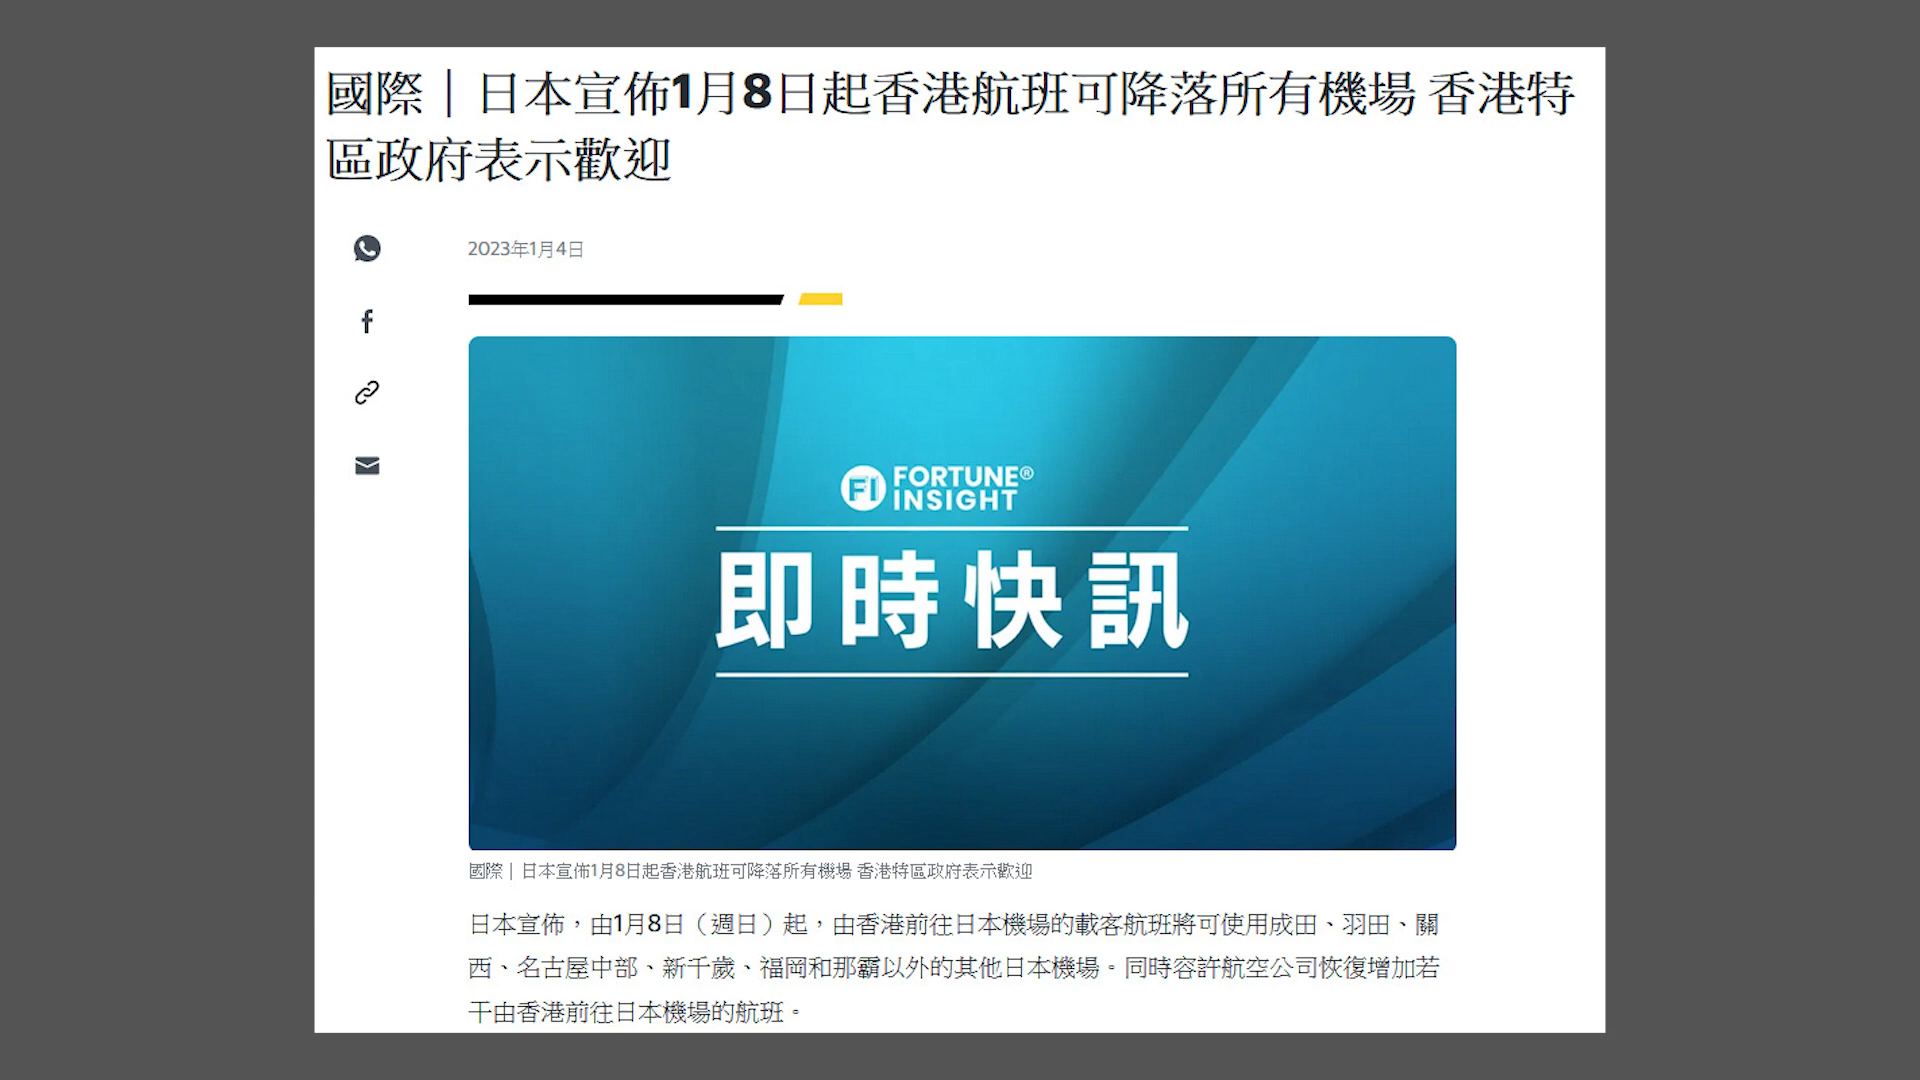 國際｜日本宣佈1月8日起香港航班可降落所有機場 香港特
區政府表示歡迎
2023年1月4日
FI FORTUNE®
INSIGHT
即時快訊
國際｜日本宣佈1月8日起香港航班可降落所有機場 香港特區政府表示歡迎
日本宣佈，由1月8日（週日）起，由香港前往日本機場的載客航班將可使用成田、羽田、關
西、名古屋中部、新千歲、福岡和那霸以外的其他日本機場。同時容許航空公司恢復增加若
干由香港前往日本機場的航班。